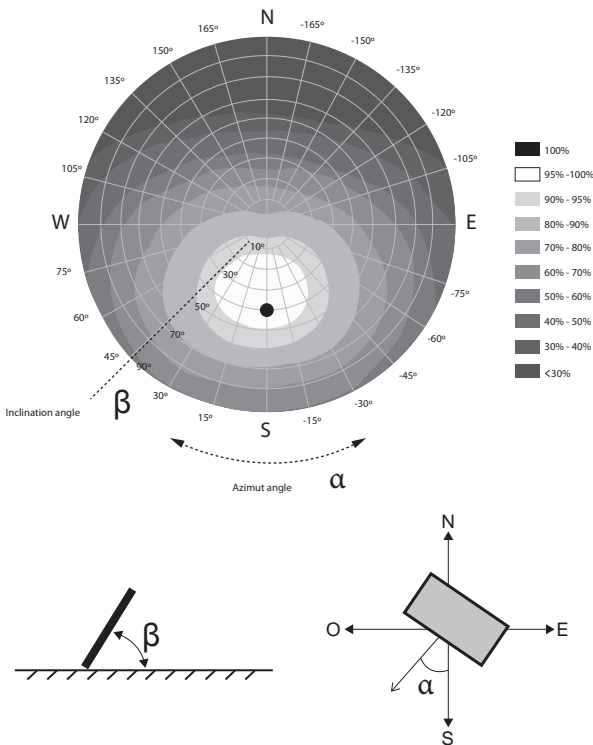 N
165º
-165º
150º
-150º
135º
-135º
120º
-120º
105º
-105º
W
E
75º
-75º
60º
-60º
45º
-45º
30º
-30º
15º
-15º
S
10º
30º
50º
70º
90º
Inclination angle
β
Azimut angle
α
100%
95% -100%
90% - 95%
80% -90%
70% - 80%
60% - 70%
50% - 60%
40% - 50%
30% - 40%
<30%
β
N
O
E
α
S